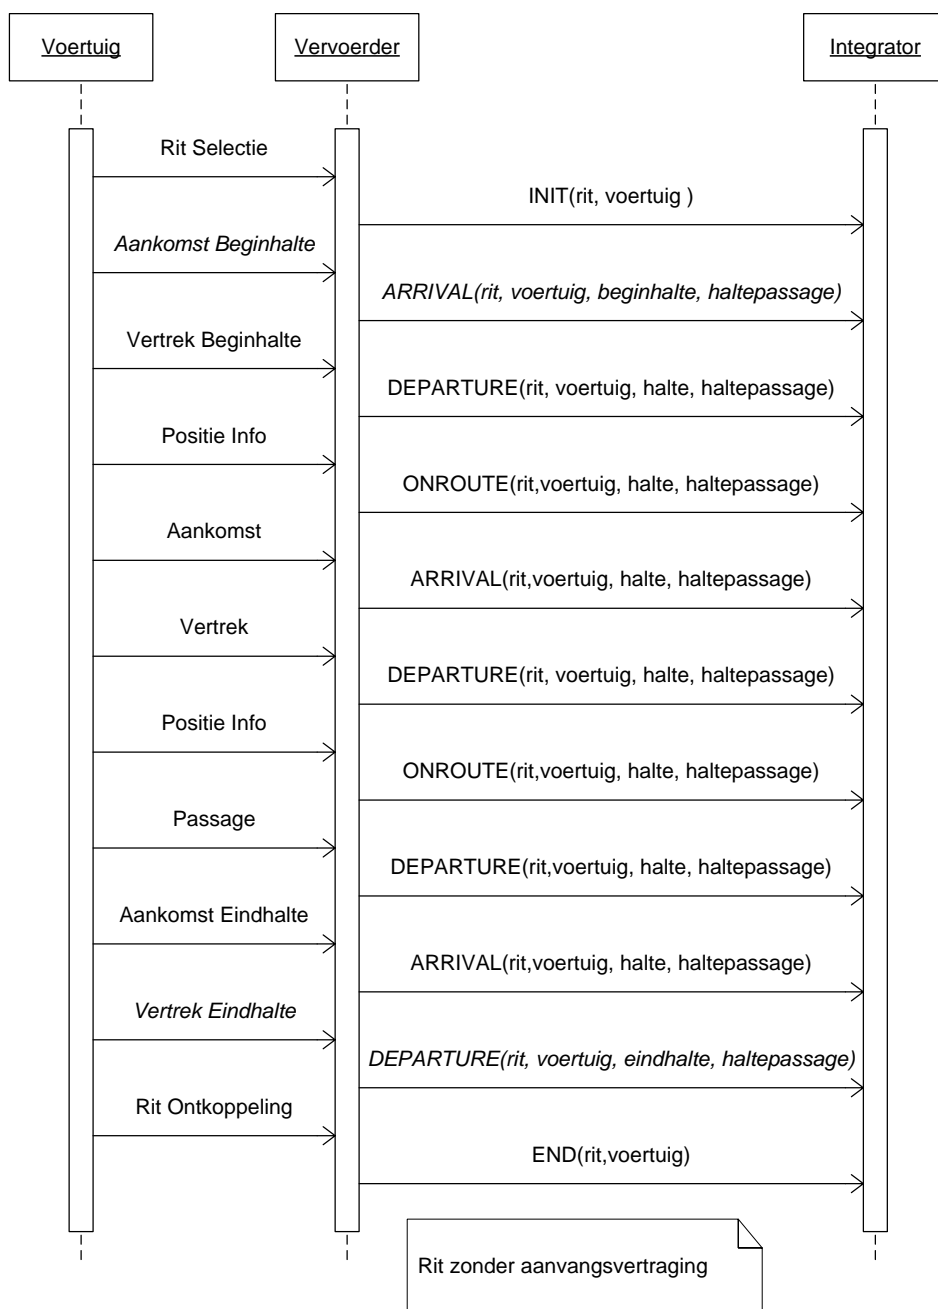 Voertuig
Vervoerder
Integrator
Rit Selectie
INIT(rit, voertuig )
Aankomst Beginhalte
ARRIVAL(rit, voertuig, beginhalte, haltepassage)
Vertrek Beginhalte
DEPARTURE(rit, voertuig, halte, haltepassage)
Positie Info
ONROUTE(rit,voertuig, halte, haltepassage)
Aankomst
ARRIVAL(rit,voertuig, halte, haltepassage)
Vertrek
DEPARTURE(rit, voertuig, halte, haltepassage)
Positie Info
ONROUTE(rit,voertuig, halte, haltepassage)
Passage
DEPARTURE(rit,voertuig, halte, haltepassage)
Aankomst Eindhalte
ARRIVAL(rit,voertuig, halte, haltepassage)
Vertrek Eindhalte
DEPARTURE(rit, voertuig, eindhalte, haltepassage)
Rit Ontkoppeling
END(rit,voertuig)
Rit zonder aanvangsvertraging